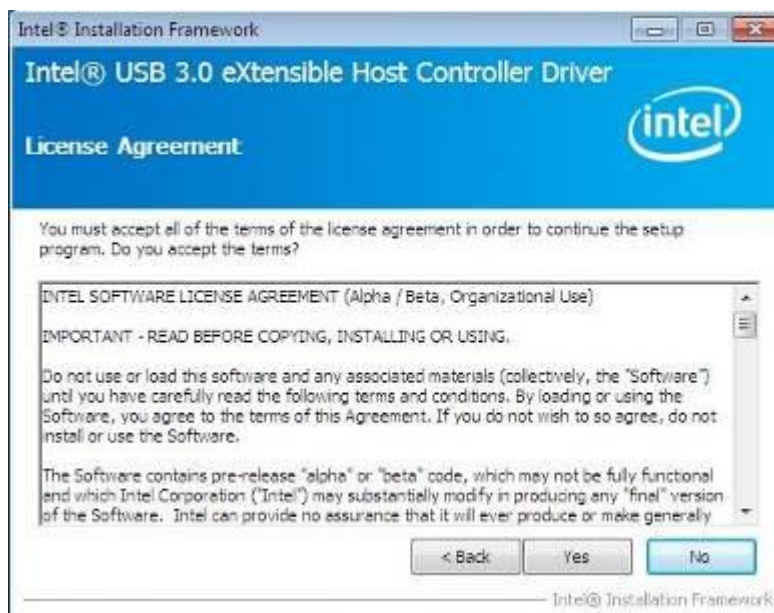 Intel® Installation Framework
Intel® USB 3.0 eXtensible Host Controller Driver
intel
License Agreement
You must accept all of the terms of the license agreement in order to continue the setup
program. Do you accept the terms?
INTEL SOFTWARE LICENSE AGREEMENT (Alpha / Beta, Organizational Use)
IMPORTANT - READ BEFORE COPYING, INSTALLING OR USING.
Do not use or load this software and any associated materials (collectively, the "Software")
until you have carefully read the following terms and conditions. By loading or using the
Software, you agree to the terms of this Agreement. If you do not wish to so agree, do not
install or use the Software.
The Software contains pre-release "alpha" or "beta" code, which may not be fully functional
and which Intel Corporation ("Intel") may substantially modify in producing any "final" version
of the Software. Intel can provide no assurance that it will ever produce or make generally
< Back
Yes
No
Intel® Installation Framework